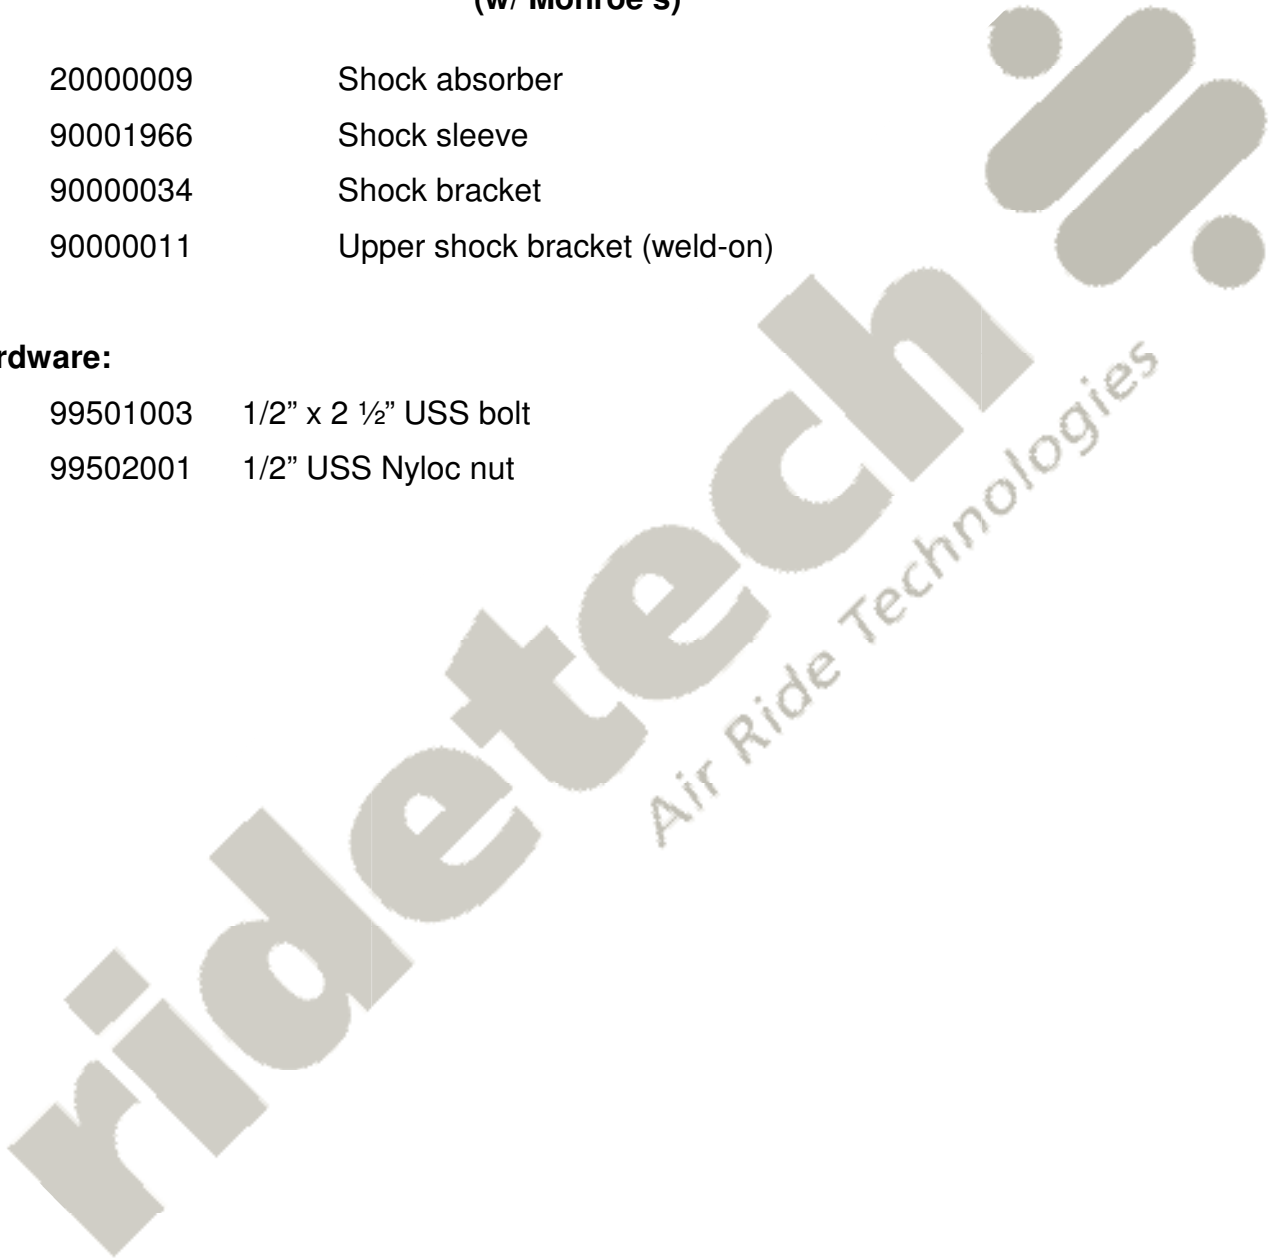 (w/ Monroe's)
20000009 Shock absorber
90001966 Shock sleeve
90000034 Shock bracket
90000011 Upper shock bracket (weld-on)
rdware:
99501003 1/2” x 2 ½” USS bolt
99502001 1/2” USS Nyloc nut
ridetech
Air Ride Technologies